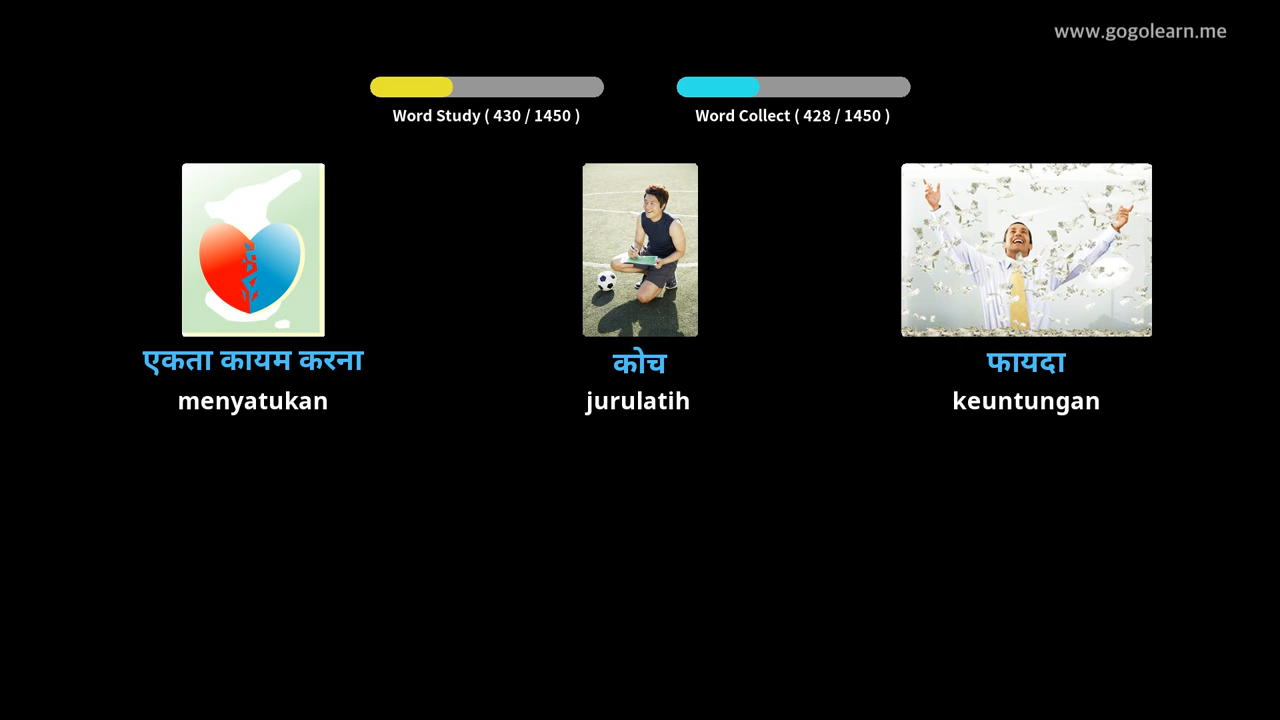 www.gogolearn.me
Word Study ( 430 / 1450 )
Word Collect ( 428 / 1450 )
एकता कायम करना
menyatukan
कोच
jurulatih
फायदा
keuntungan